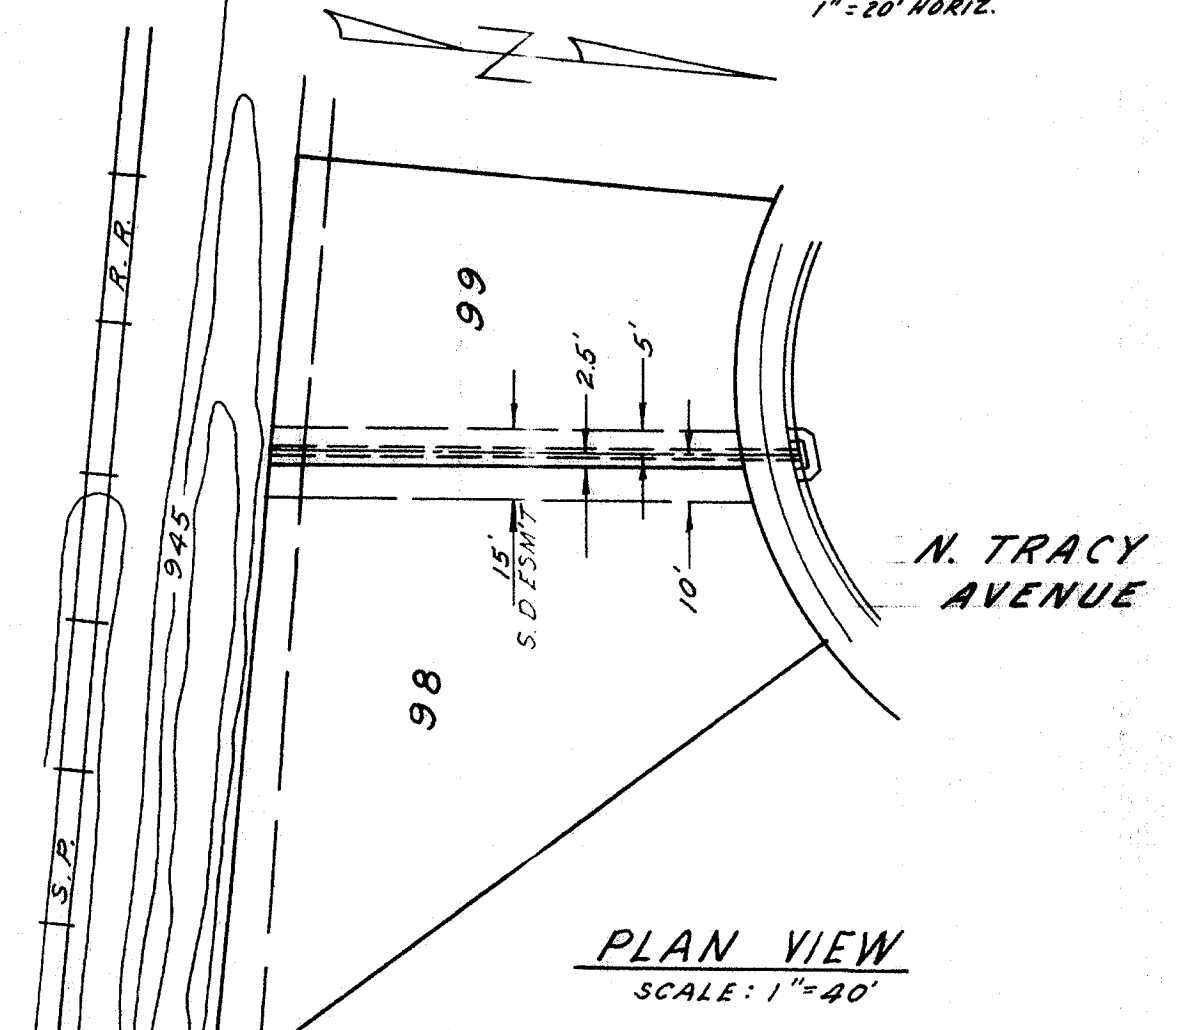 1" = 20' HORIZ.
N
R. R.
99
2.5'
5'
945
15'
S. D ESM'T
10'
N. TRACY
AVENUE
98
S. P.
PLAN VIEW
SCALE: 1"=40'